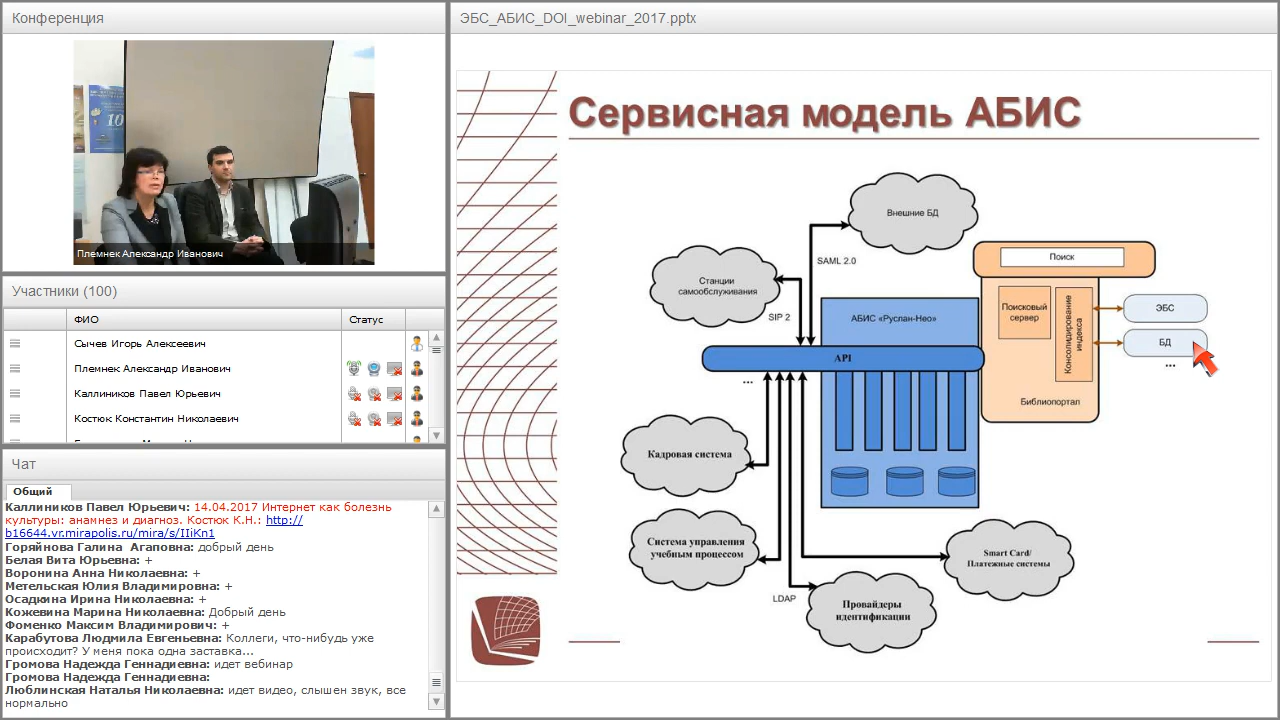 Конференция
10
Племнек Александр Иванович
Участники (100)
ФИО
Статус
Сычев Игорь Алексеевич
Племнек Александр Иванович
Каллиников Павел Юрьевич
Костюк Константин Николаевич
Чат
Общий
Каллиников Павел Юрьевич: 14.04.2017 Интернет как болезнь
культуры: анамнез и диагноз. Костюк К.Н.: http://
b16644.vr.mirapolis.ru/mira/s/IIiKn1
Горяйнова Галина Агаповна: добрый день
Белая Вита Юрьевна: +
Воронина Анна Николаевна: +
Метельская Юлия Владимировна: +
Осадкина Ирина Николаевна: +
Кожевина Марина Николаевна: Добрый день
Фоменко Максим Владимирович: +
Карабутова Людмила Евгеньевна: Коллеги, что-нибудь уже
происходит? У меня пока одна заставка...
Громова Надежда Геннадиевна: идет вебинар
Громова Надежда Геннадиевна:
Люблинская Наталья Николаевна: идет видео, слышен звук, все
нормально
ЭБС_АБИС_DOI_webinar_2017.pptx
Сервисная модель АБИС
Внешние БД
SAML 2.0
Станции
самообслуживания
SIP 2
АБИС «Руслан-Нео»
API
...
Поиск
Поисковый
сервер
Консолидирование
индекса
ЭБС
БД
...
Библиопортал
Кадровая система
Система управления
учебным процессом
LDAP
Провайдеры
идентификации
Smart Card/
Платежные системы